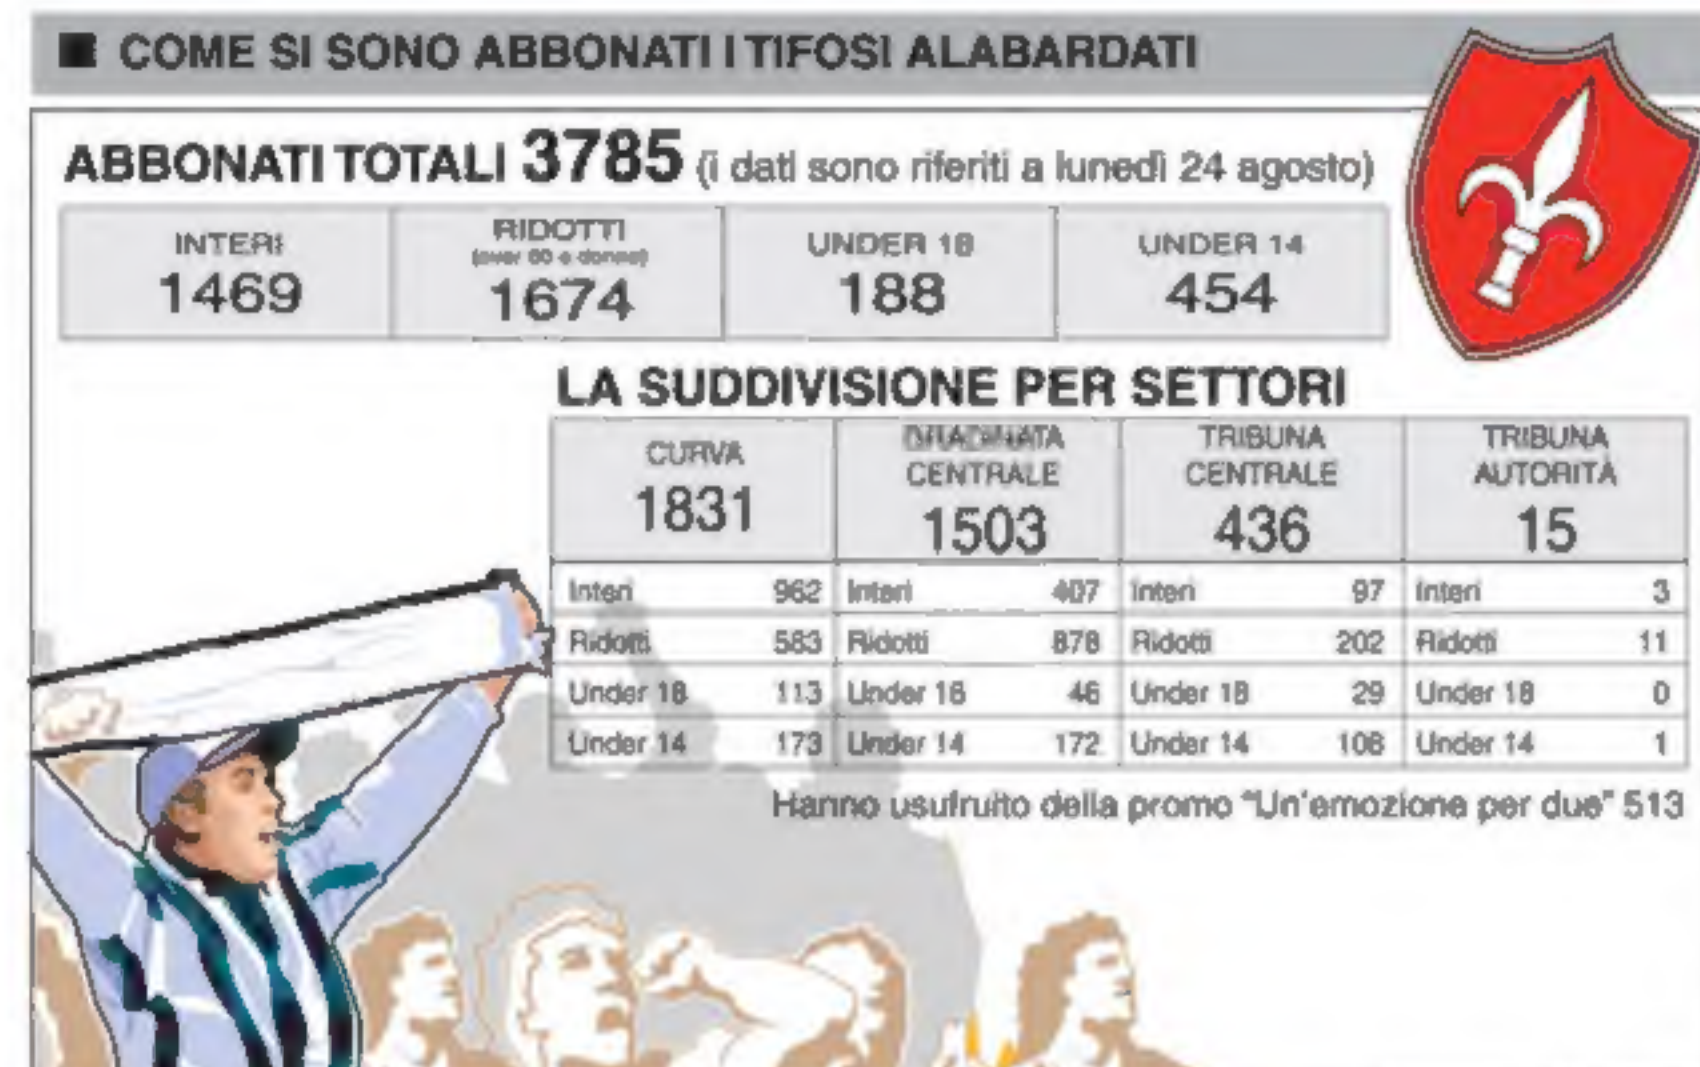 COME SI SONO ABBONATI I TIFOSI ALABARDATI
ABBONATI TOTALI 3785 (i dati sono riferiti a lunedì 24 agosto)
INTERI
1469
RIDOTTI
(over 60 e donne)
1674
UNDER 18
188
UNDER 14
454
LA SUDDIVISIONE PER SETTORI
CURVA
1831
GRADINATA
CENTRALE
1503
TRIBUNA
CENTRALE
436
TRIBUNA
AUTORITÀ
15
Interi 962 Interi 407 Interi 97 Interi 3
Ridotti 583 Ridotti 878 Ridotti 202 Ridotti 11
Under 18 113 Under 18 46 Under 18 29 Under 18 0
Under 14 173 Under 14 172 Under 14 108 Under 14 1
Hanno usufruito della promo "Un'emozione per due" 513